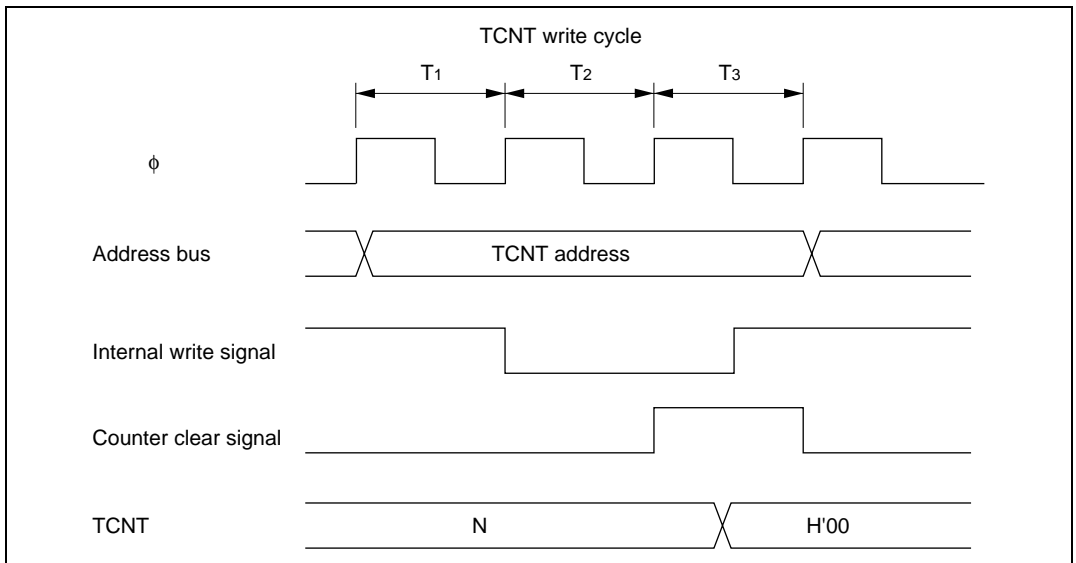 TCNT write cycle
T1 T2 T3
ϕ
Address bus TCNT address
Internal write signal
Counter clear signal
TCNT N H'00